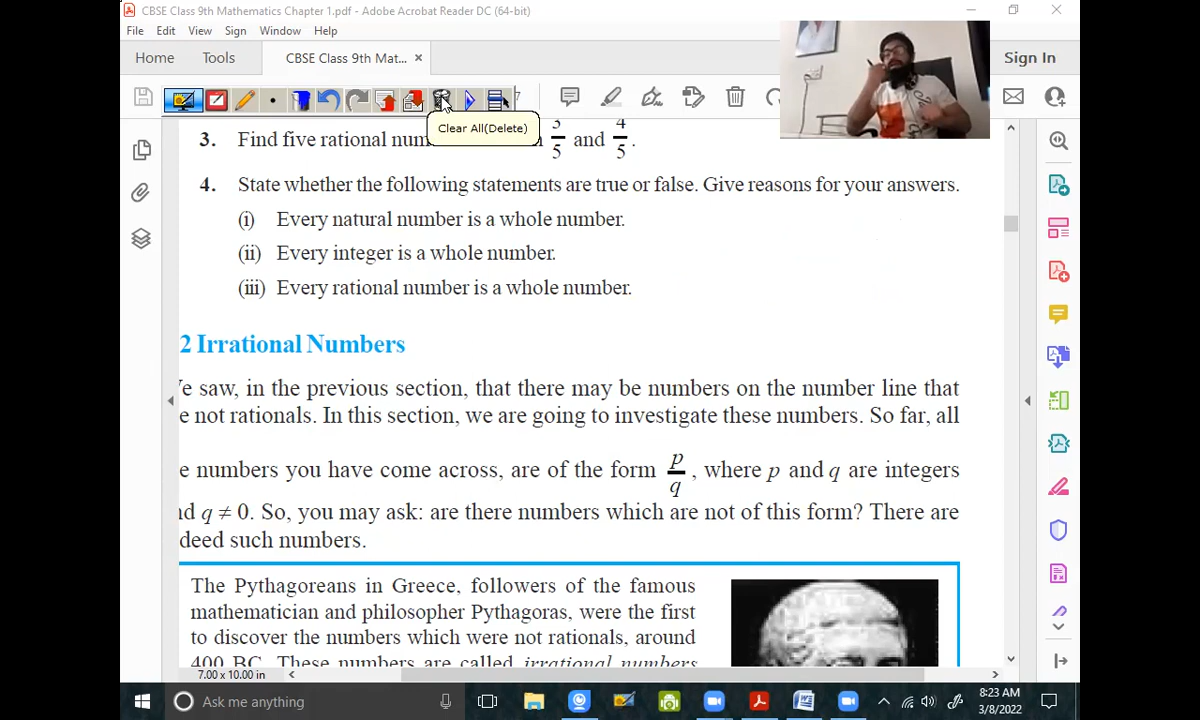 CBSE Class 9th Mathematics Chapter 1.pdf - Adobe Acrobat Reader DC (64-bit)
File Edit View Sign Window Help
Home Tools CBSE Class 9th Mat... × Sign In
Clear All(Delete)
3. Find five rational num 3/5 and 4/5.
4. State whether the following statements are true or false. Give reasons for your answers.
(i) Every natural number is a whole number.
(ii) Every integer is a whole number.
(iii) Every rational number is a whole number.
2 Irrational Numbers
e saw, in the previous section, that there may be numbers on the number line that
e not rationals. In this section, we are going to investigate these numbers. So far, all
e numbers you have come across, are of the form p/q, where p and q are integers
nd q ≠ 0. So, you may ask: are there numbers which are not of this form? There are
deed such numbers.
The Pythagoreans in Greece, followers of the famous
mathematician and philosopher Pythagoras, were the first
to discover the numbers which were not rationals, around
400 BC. These numbers are called irrational numbers
7.00 x 10.00 in
Ask me anything
8:23 AM
3/8/2022